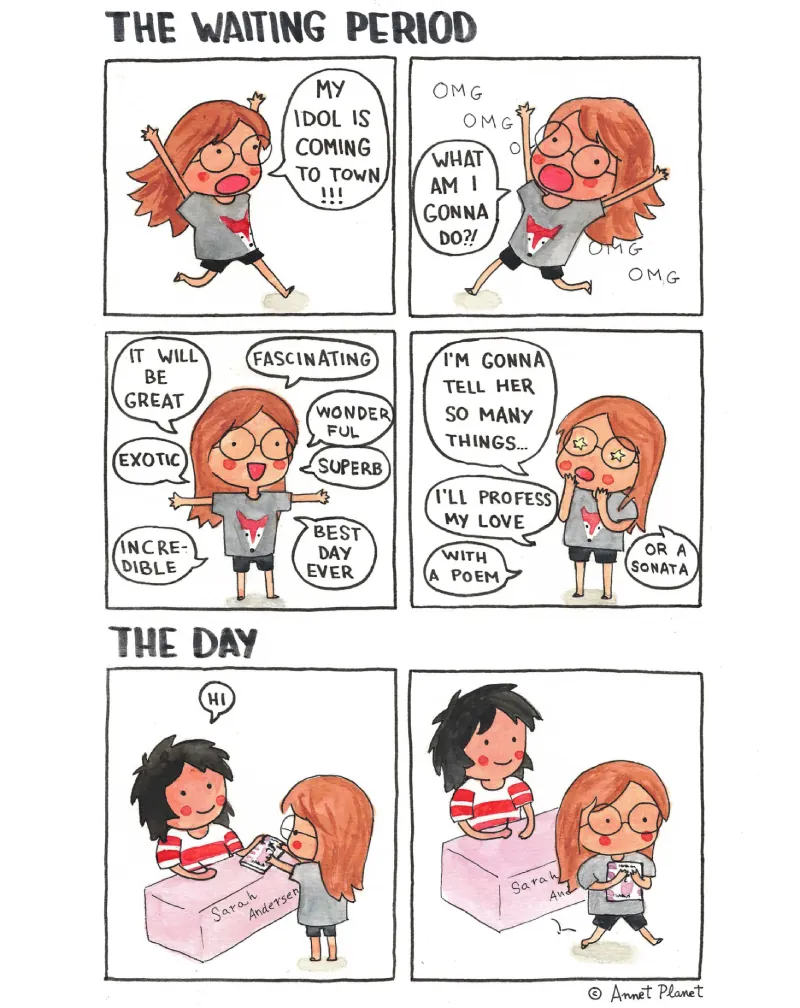 THE WAITING PERIOD
MY
IDOL IS
COMING
TO TOWN
!!!
OMG
OMG
O
WHAT
AM I
GONNA
DO?!
OMG
OMG
IT WILL
BE
GREAT
FASCINATING
WONDER
FUL
EXOTIC
SUPERB
INCRE-
DIBLE
BEST
DAY
EVER
I'M GONNA
TELL HER
SO MANY
THINGS...
I'LL PROFESS
MY LOVE
WITH
A POEM
OR A
SONATA
THE DAY
HI
Sarah
Andersen
Sarah
And
© Annet Planet